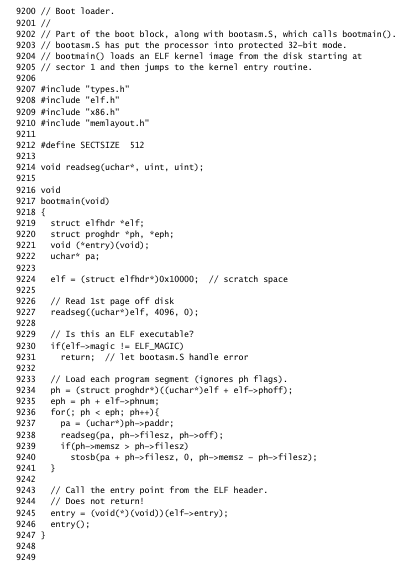 9200 // Boot loader.
9201 //
9202 // Part of the boot block, along with bootasm.S, which calls bootmain().
9203 // bootasm.S has put the processor into protected 32-bit mode.
9204 // bootmain() loads an ELF kernel image from the disk starting at
9205 // sector 1 and then jumps to the kernel entry routine.
9206
9207 #include "types.h"
9208 #include "elf.h"
9209 #include "x86.h"
9210 #include "memlayout.h"
9211
9212 #define SECTSIZE  512
9213
9214 void readseg(uchar*, uint, uint);
9215
9216 void
9217 bootmain(void)
9218 {
9219   struct elfhdr *elf;
9220   struct proghdr *ph, *eph;
9221   void (*entry)(void);
9222   uchar* pa;
9223
9224   elf = (struct elfhdr*)0x10000;  // scratch space
9225
9226   // Read 1st page off disk
9227   readseg((uchar*)elf, 4096, 0);
9228
9229   // Is this an ELF executable?
9230   if(elf->magic != ELF_MAGIC)
9231     return;  // let bootasm.S handle error
9232
9233   // Load each program segment (ignores ph flags).
9234   ph = (struct proghdr*)((uchar*)elf + elf->phoff);
9235   eph = ph + elf->phnum;
9236   for(; ph < eph; ph++){
9237     pa = (uchar*)ph->paddr;
9238     readseg(pa, ph->filesz, ph->off);
9239     if(ph->memsz > ph->filesz)
9240       stosb(pa + ph->filesz, 0, ph->memsz - ph->filesz);
9241   }
9242
9243   // Call the entry point from the ELF header.
9244   // Does not return!
9245   entry = (void(*)(void))(elf->entry);
9246   entry();
9247 }
9248
9249